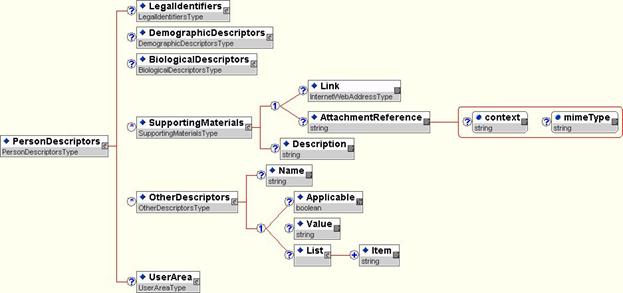 LegalIdentifiers
LegalIdentifiersType
DemographicDescriptors
DemographicDescriptorsType
BiologicalDescriptors
BiologicalDescriptorsType
PersonDescriptors
PersonDescriptorsType
SupportingMaterials
SupportingMaterialsType
1
Link
InternetWebAddressType
AttachmentReference
string
context
string
mimeType
string
Description
string
OtherDescriptors
OtherDescriptorsType
Name
string
1
Applicable
boolean
Value
string
List
Item
string
UserArea
UserAreaType